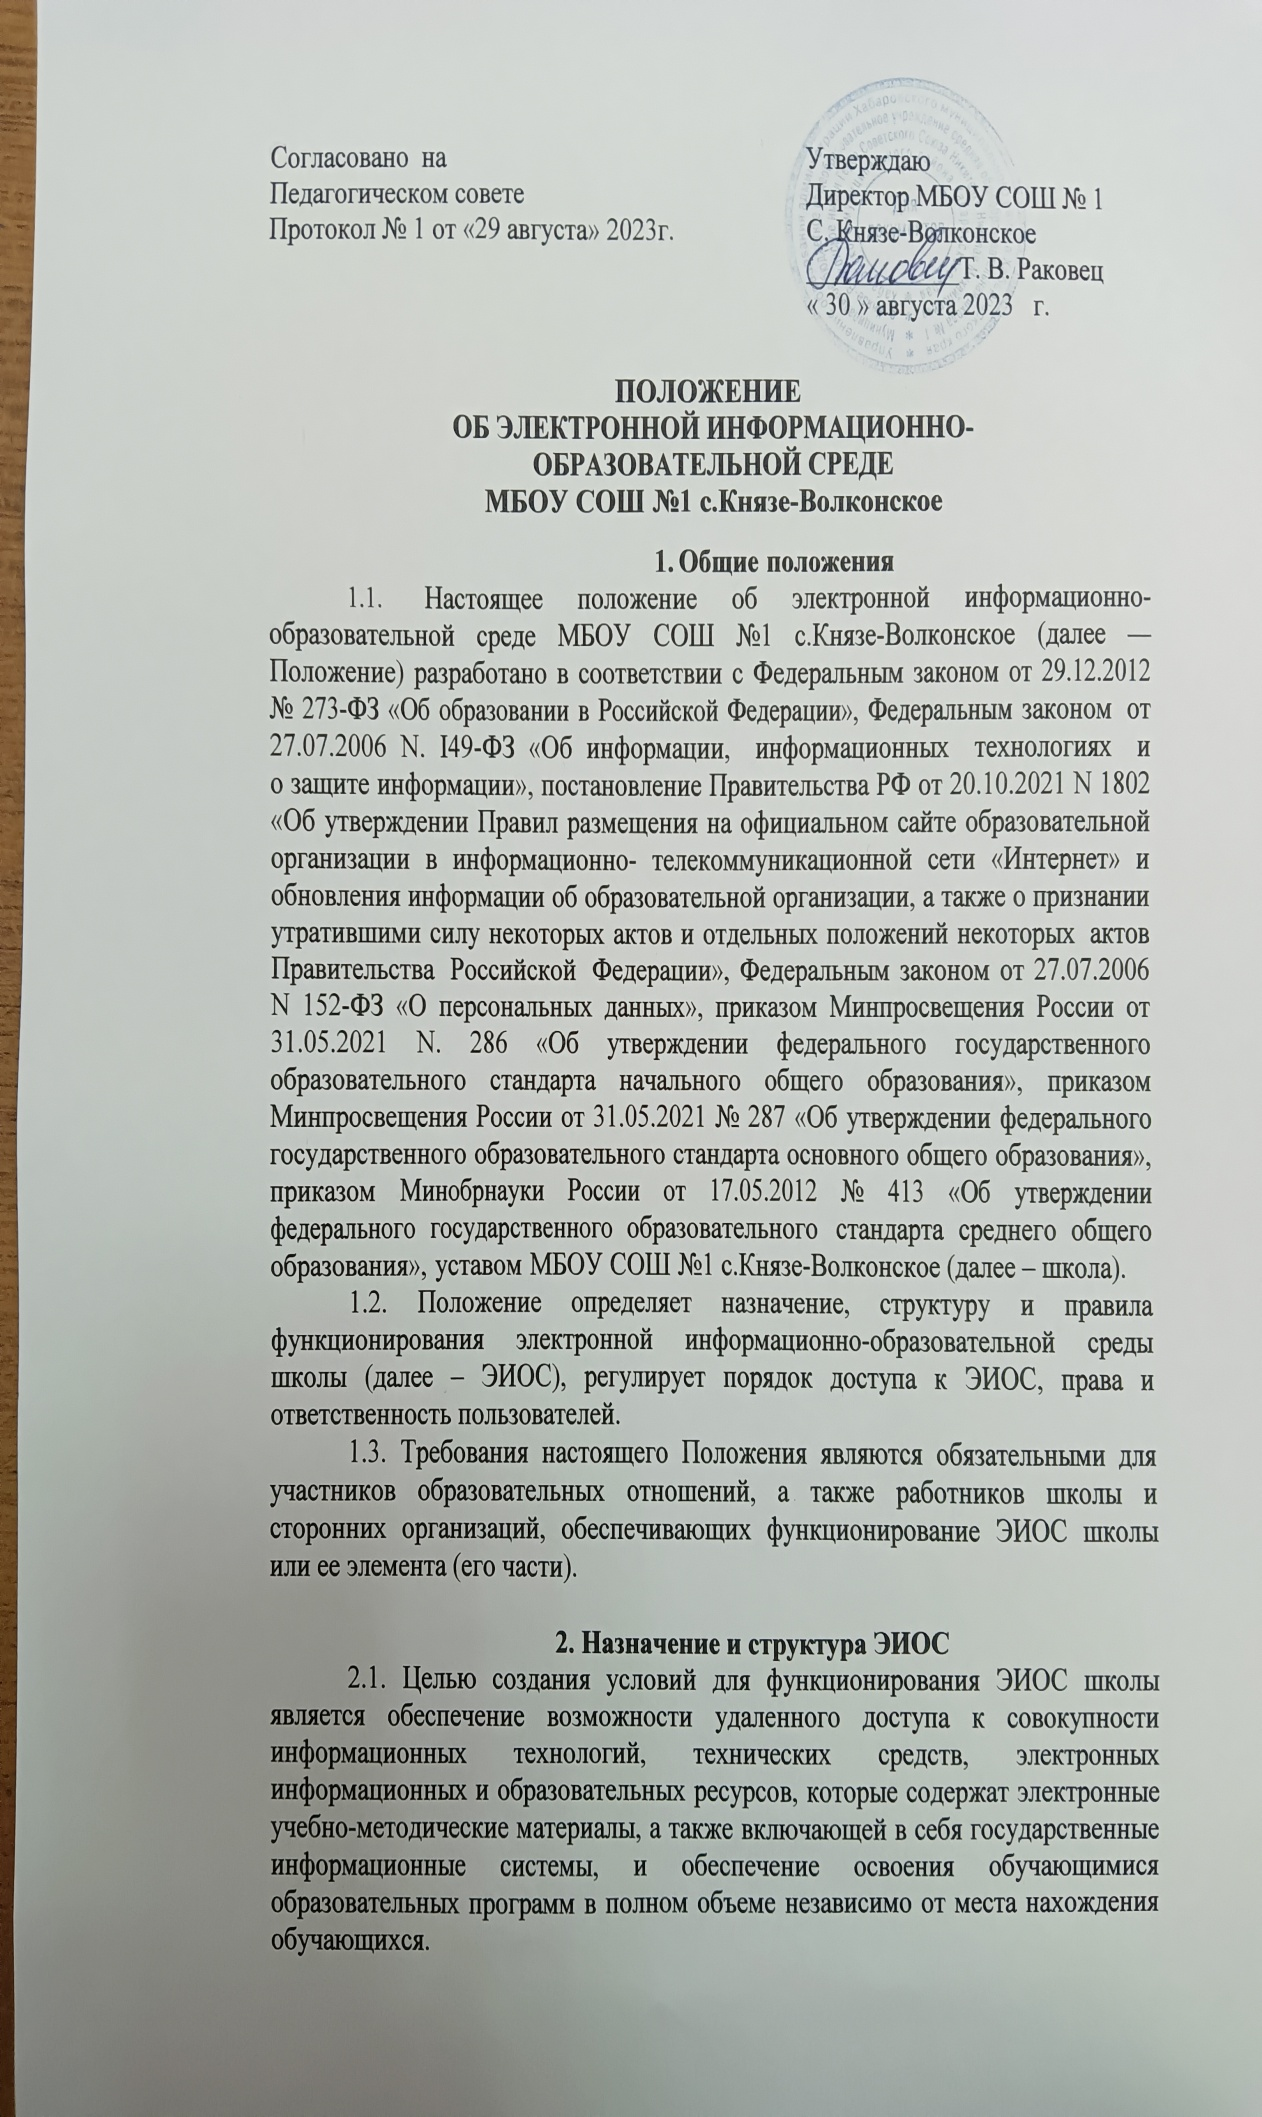 Согласовано на
Педагогическом совете
Протокол № 1 от «29 августа» 2023г.
Утверждаю
Директор МБОУ СОШ № 1
С. Князе-Волконское
Т. В. Раковец
« 30 » августа 2023 г.
ПОЛОЖЕНИЕ
ОБ ЭЛЕКТРОННОЙ ИНФОРМАЦИОННО-
ОБРАЗОВАТЕЛЬНОЙ СРЕДЕ
МБОУ СОШ №1 с.Князе-Волконское
1. Общие положения
1.1. Настоящее положение об электронной информационно-
образовательной среде МБОУ СОШ №1 с.Князе-Волконское (далее —
Положение) разработано в соответствии с Федеральным законом от 29.12.2012
№ 273-ФЗ «Об образовании в Российской Федерации», Федеральным законом от
27.07.2006 N. I49-ФЗ «Об информации, информационных технологиях и
о защите информации», постановление Правительства РФ от 20.10.2021 N 1802
«Об утверждении Правил размещения на официальном сайте образовательной
организации в информационно- телекоммуникационной сети «Интернет» и
обновления информации об образовательной организации, а также о признании
утратившими силу некоторых актов и отдельных положений некоторых актов
Правительства Российской Федерации», Федеральным законом от 27.07.2006
N 152-ФЗ «О персональных данных», приказом Минпросвещения России от
31.05.2021 N. 286 «Об утверждении федерального государственного
образовательного стандарта начального общего образования», приказом
Минпросвещения России от 31.05.2021 № 287 «Об утверждении федерального
государственного образовательного стандарта основного общего образования»,
приказом Минобрнауки России от 17.05.2012 № 413 «Об утверждении
федерального государственного образовательного стандарта среднего общего
образования», уставом МБОУ СОШ №1 с.Князе-Волконское (далее – школа).
1.2. Положение определяет назначение, структуру и правила
функционирования электронной информационно-образовательной среды
школы (далее – ЭИОС), регулирует порядок доступа к ЭИОС, права и
ответственность пользователей.
1.3. Требования настоящего Положения являются обязательными для
участников образовательных отношений, а также работников школы и
сторонних организаций, обеспечивающих функционирование ЭИОС школы
или ее элемента (его части).
2. Назначение и структура ЭИОС
2.1. Целью создания условий для функционирования ЭИОС школы
является обеспечение возможности удаленного доступа к совокупности
информационных технологий, технических средств, электронных
информационных и образовательных ресурсов, которые содержат электронные
учебно-методические материалы, а также включающей в себя государственные
информационные системы, и обеспечение освоения обучающимися
образовательных программ в полном объеме независимо от места нахождения
обучающихся.